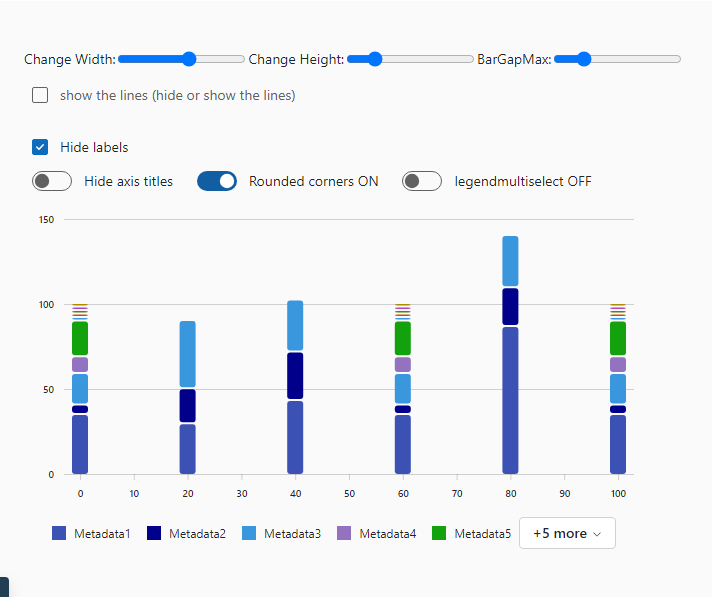 Change Width: Change Height: BarGapMax:
show the lines (hide or show the lines)
Hide labels
Hide axis titles Rounded corners ON legendmultiselect OFF
150
100
50
0
0 10 20 30 40 50 60 70 80 90 100
Metadata1 Metadata2 Metadata3 Metadata4 Metadata5 +5 more